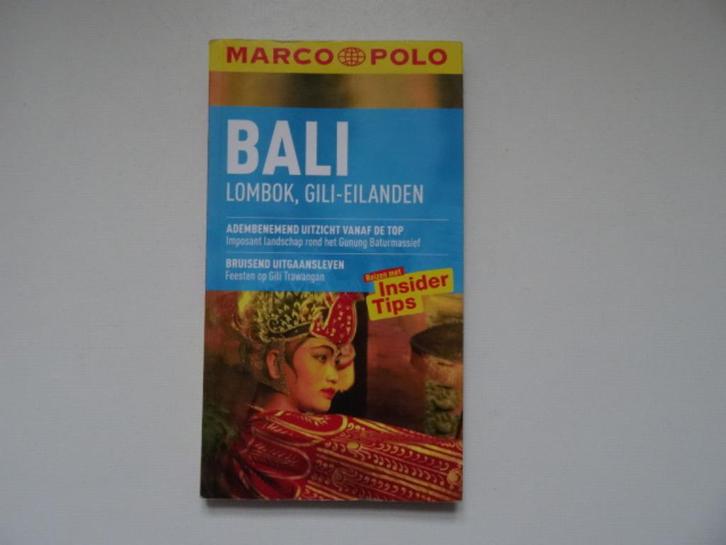 MARCO POLO
BALI
LOMBOK, GILI-EILANDEN
ADEMBENEMEND UITZICHT VANAF DE TOP
Imposant landschap rond het Gunung Baturmassief
BRUISEND UITGAANSLEVEN
Feesten op Gili Trawangan
Reizen met
Insider
Tips